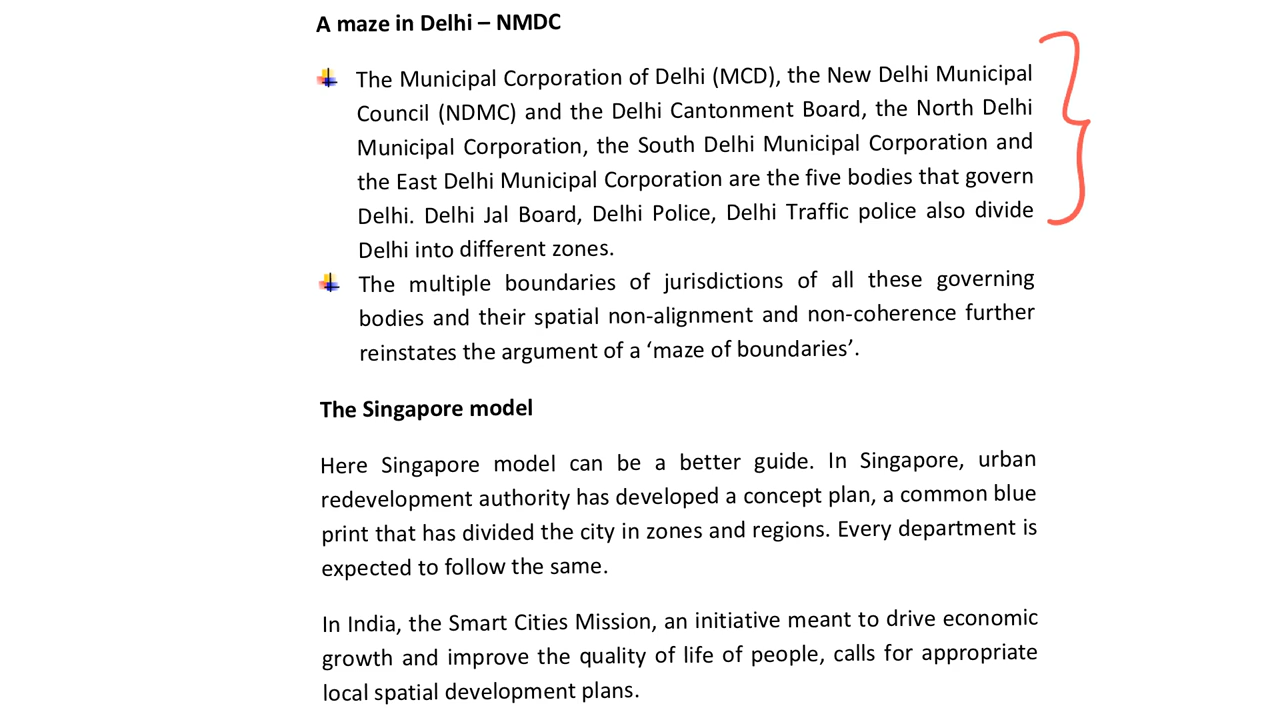 A maze in Delhi – NMDC
The Municipal Corporation of Delhi (MCD), the New Delhi Municipal
Council (NDMC) and the Delhi Cantonment Board, the North Delhi
Municipal Corporation, the South Delhi Municipal Corporation and
the East Delhi Municipal Corporation are the five bodies that govern
Delhi. Delhi Jal Board, Delhi Police, Delhi Traffic police also divide
Delhi into different zones.
The multiple boundaries of jurisdictions of all these governing
bodies and their spatial non-alignment and non-coherence further
reinstates the argument of a ‘maze of boundaries’.
The Singapore model
Here Singapore model can be a better guide. In Singapore, urban
redevelopment authority has developed a concept plan, a common blue
print that has divided the city in zones and regions. Every department is
expected to follow the same.
In India, the Smart Cities Mission, an initiative meant to drive economic
growth and improve the quality of life of people, calls for appropriate
local spatial development plans.